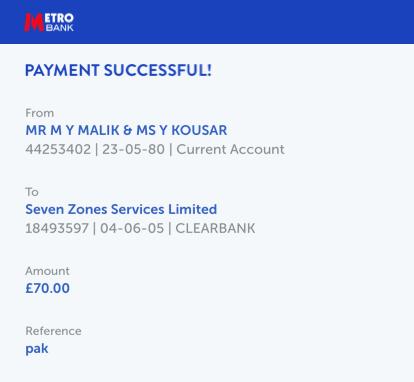 METRO
BANK
PAYMENT SUCCESSFUL!
From
MR M Y MALIK & MS Y KOUSAR
44253402 | 23-05-80 | Current Account
To
Seven Zones Services Limited
18493597 | 04-06-05 | CLEARBANK
Amount
£70.00
Reference
pak